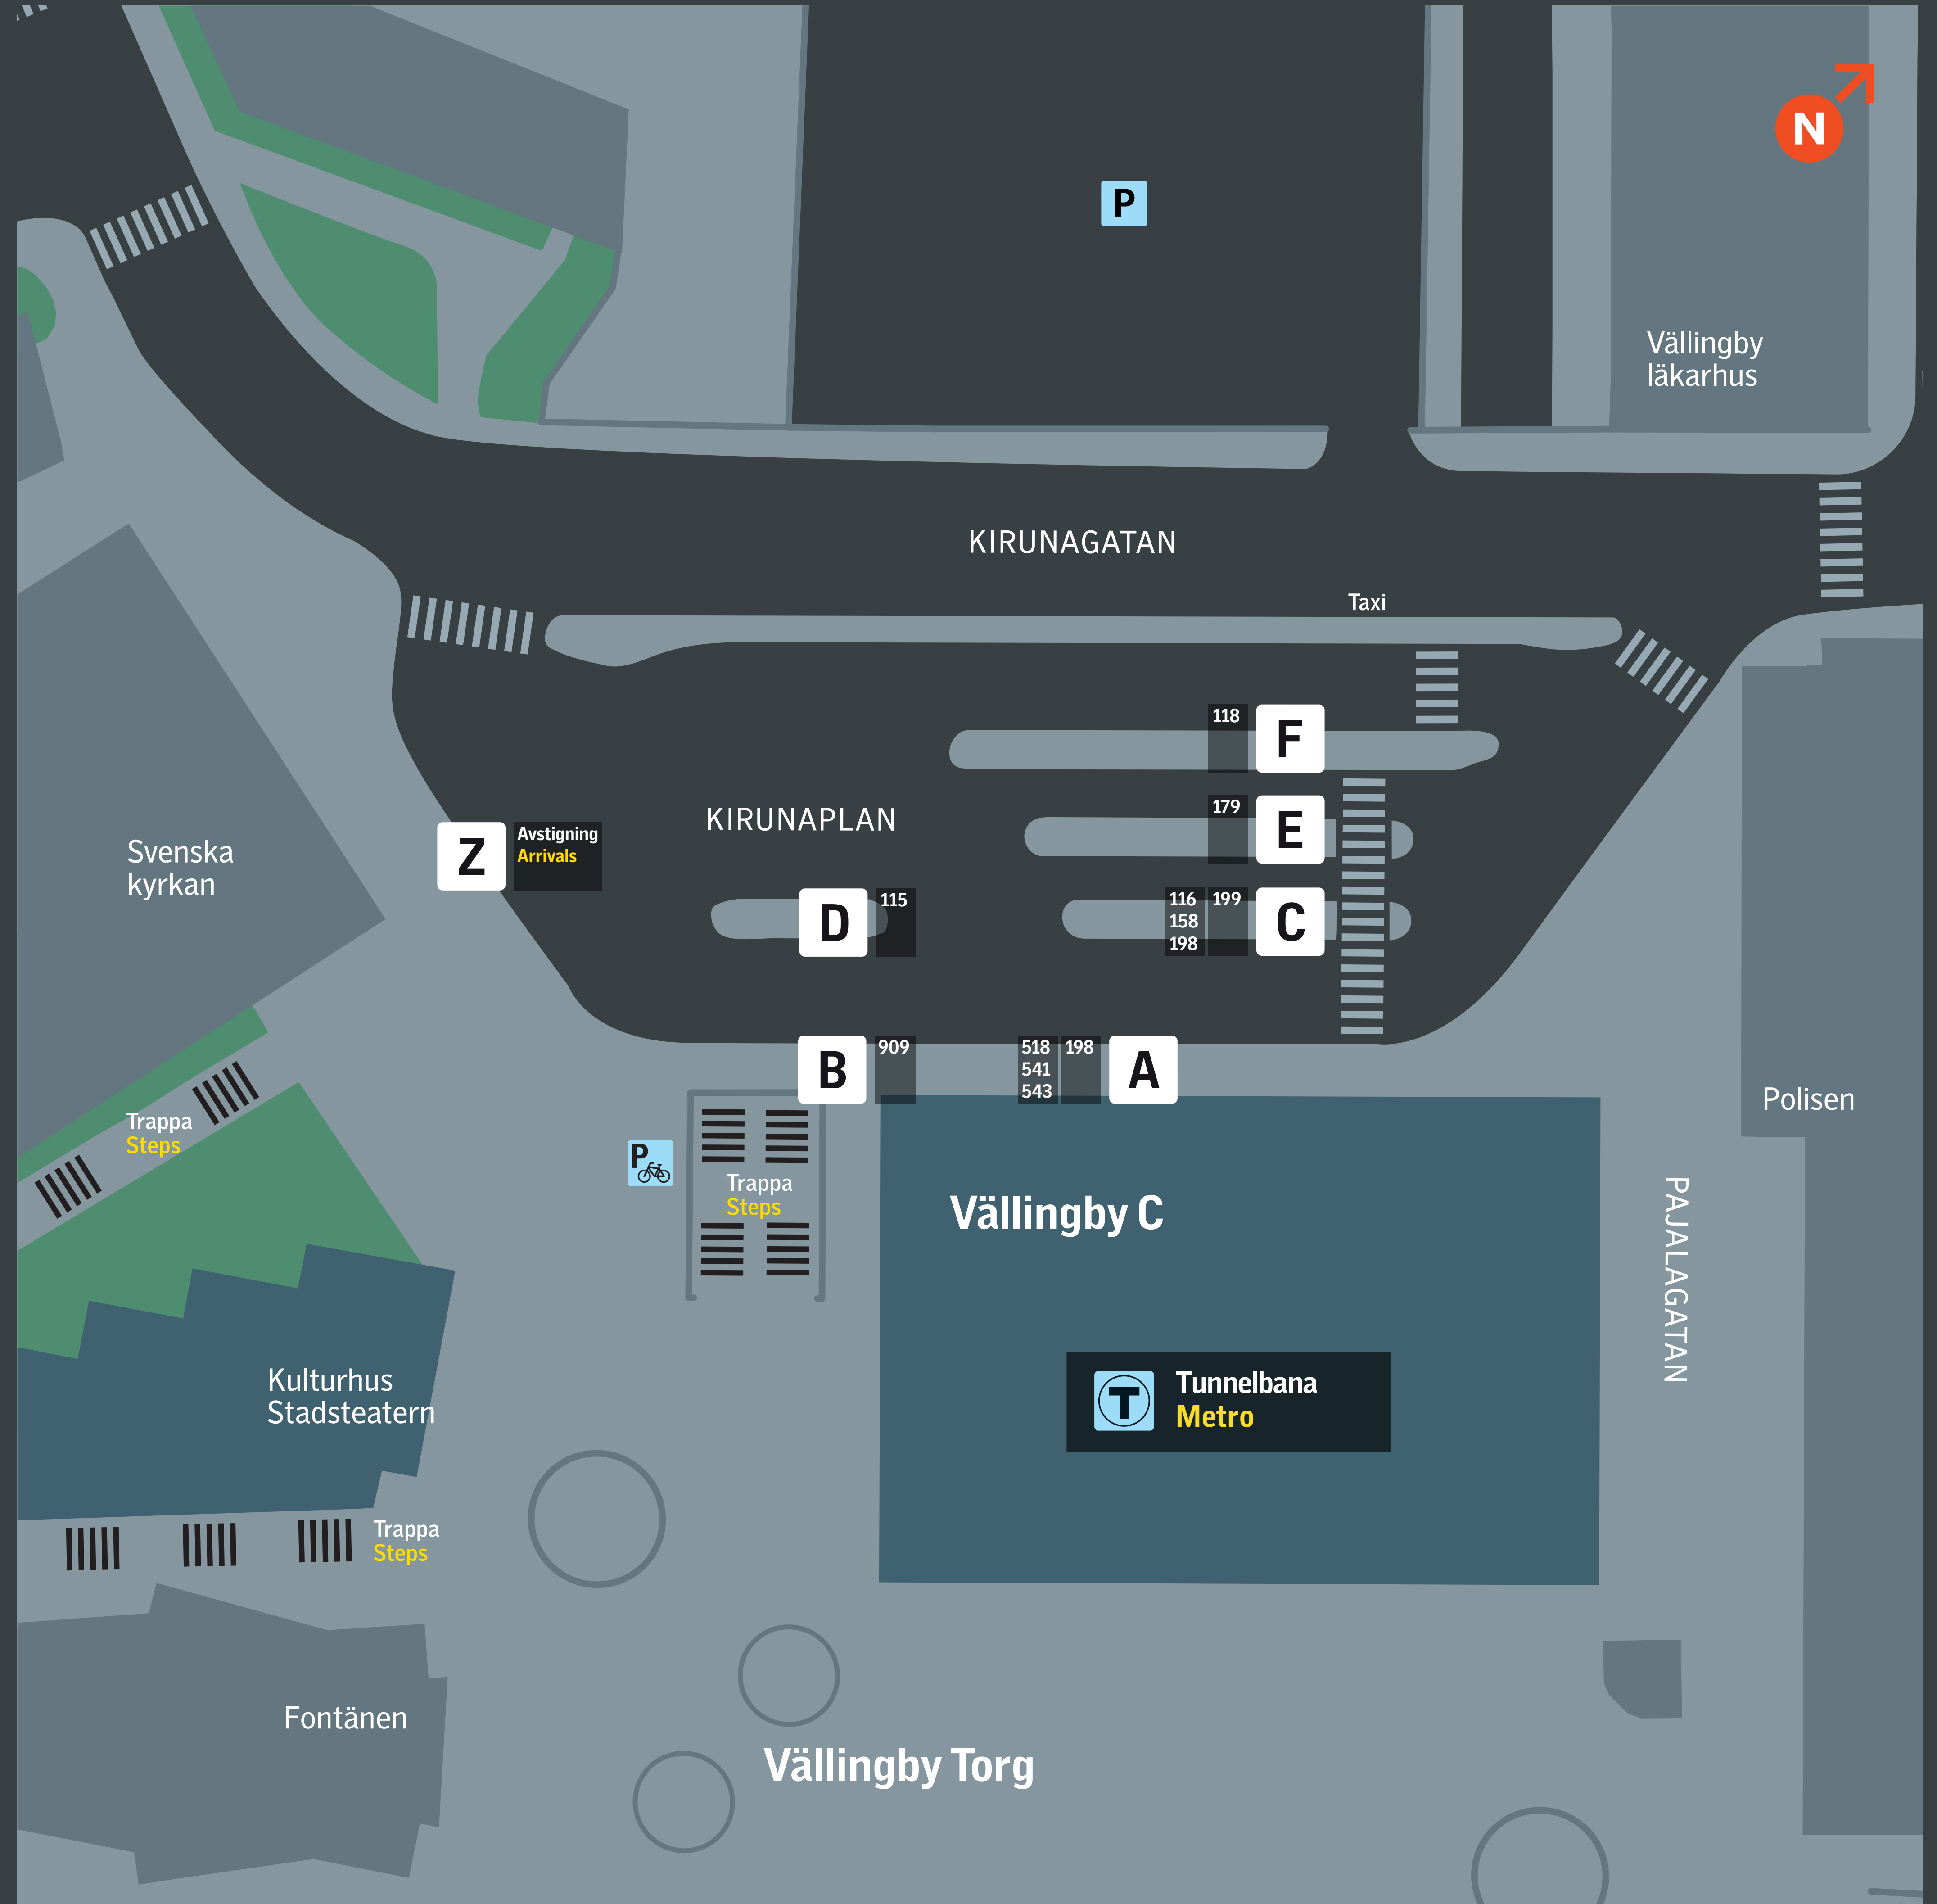 N
P
Vällingby
läkarhus
KIRUNAGATAN
Taxi
118
F
179
E
KIRUNAPLAN
Z
Avstigning
Arrivals
Svenska
kyrkan
D
115
116 199
158
198
C
B
909
518 198
541
543
A
Polisen
Trappa
Steps
P
Trappa
Steps
Vällingby C
PAJALAGATAN
Kulturhus
Stadsteatern
T
Tunnelbana
Metro
Trappa
Steps
Fontänen
Vällingby Torg